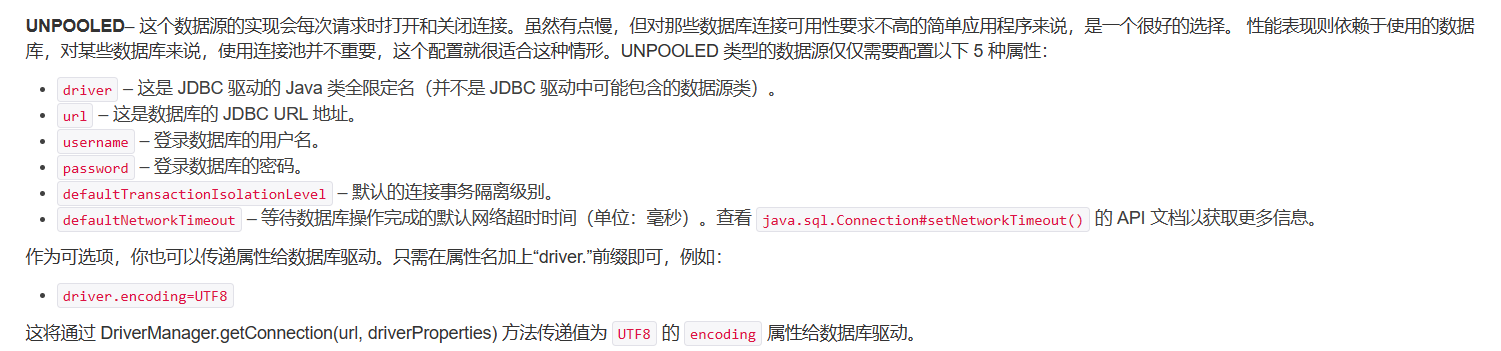 UNPOOLED– 这个数据源的实现会每次请求时打开和关闭连接。虽然有点慢，但对那些数据库连接可用性要求不高的简单应用程序来说，是一个很好的选择。 性能表现则依赖于使用的数据
库，对某些数据库来说，使用连接池并不重要，这个配置就很适合这种情形。UNPOOLED 类型的数据源仅仅需要配置以下 5 种属性：
• driver – 这是 JDBC 驱动的 Java 类全限定名（并不是 JDBC 驱动中可能包含的数据源类）。
• url – 这是数据库的 JDBC URL 地址。
• username – 登录数据库的用户名。
• password – 登录数据库的密码。
• defaultTransactionIsolationLevel – 默认的连接事务隔离级别。
• defaultNetworkTimeout – 等待数据库操作完成的默认网络超时时间（单位：毫秒）。查看 java.sql.Connection#setNetworkTimeout() 的 API 文档以获取更多信息。
作为可选项，你也可以传递属性给数据库驱动。只需在属性名加上“driver.”前缀即可，例如：
• driver.encoding=UTF8
这将通过 DriverManager.getConnection(url, driverProperties) 方法传递值为 UTF8 的 encoding 属性给数据库驱动。